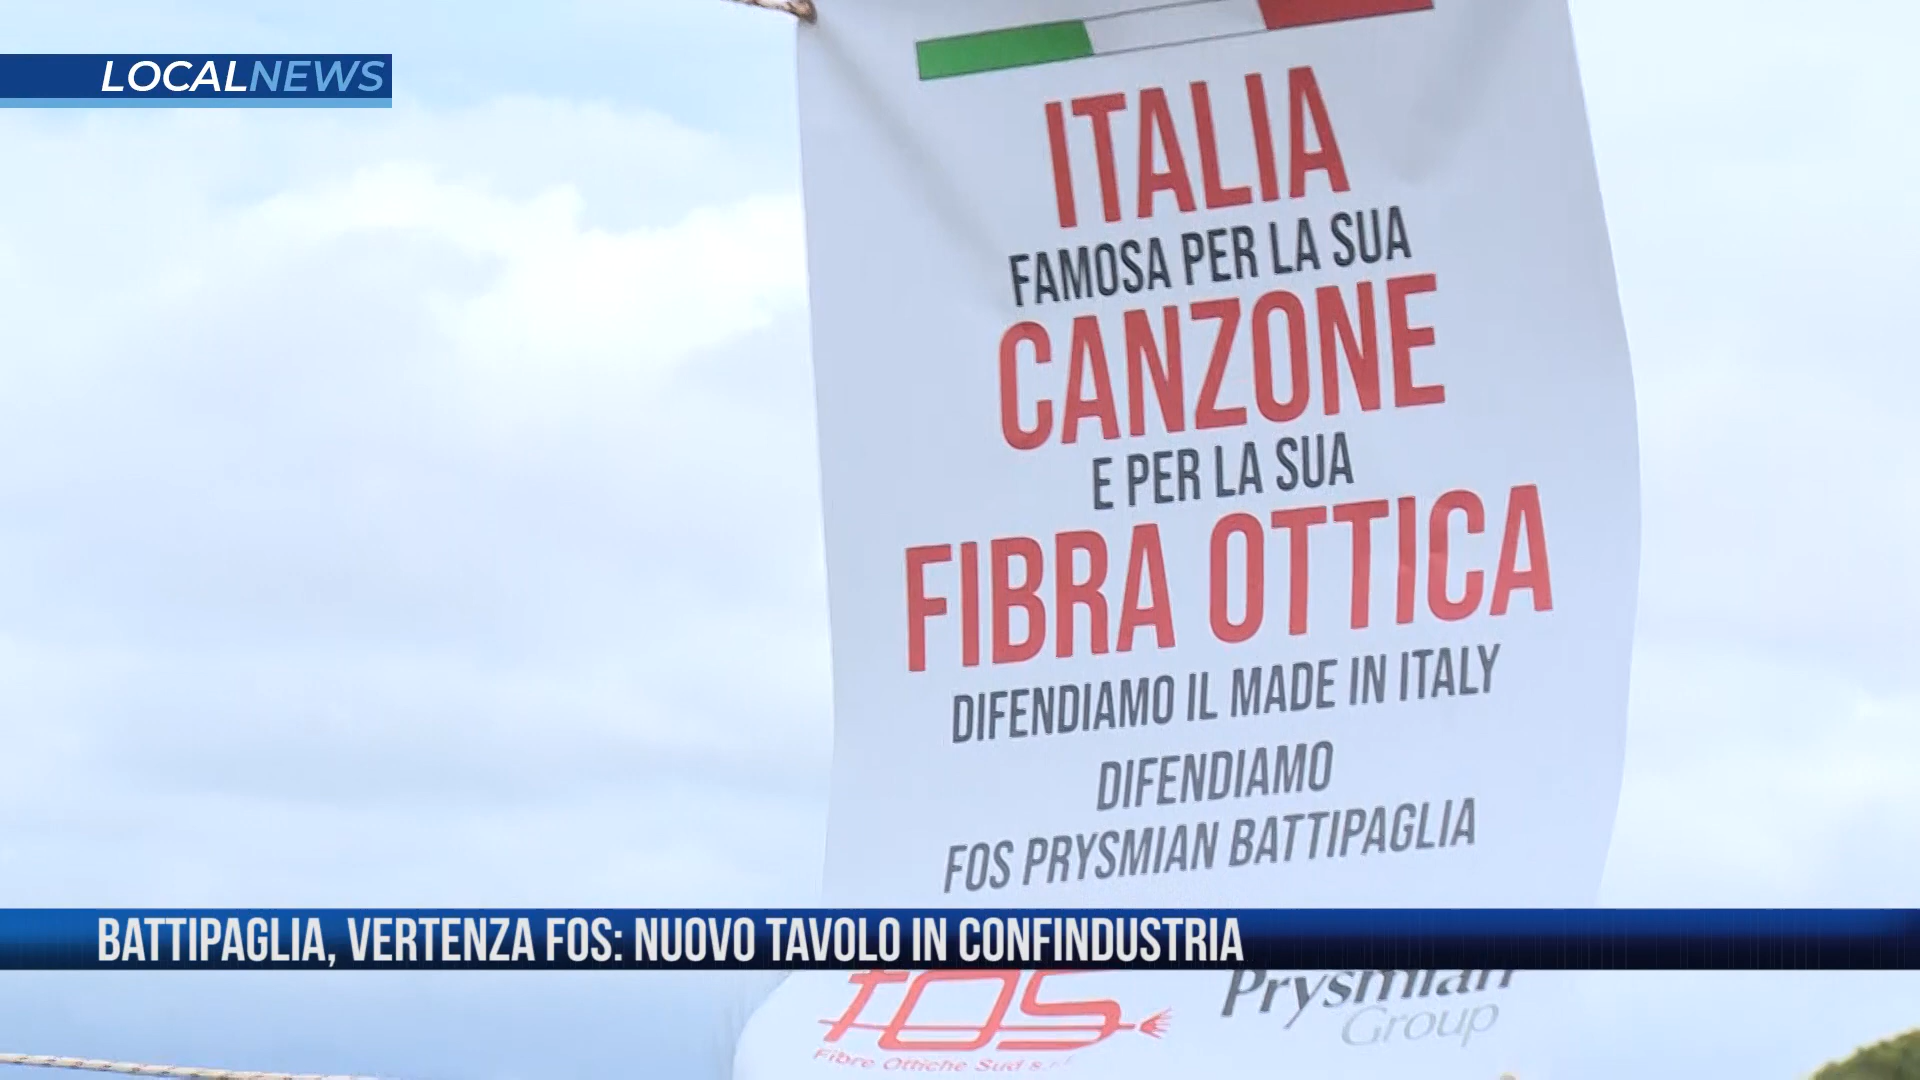 LOCALNEWS
ITALIA
FAMOSA PER LA SUA
CANZONE
E PER LA SUA
FIBRA OTTICA
DIFENDIAMO IL MADE IN ITALY
DIFENDIAMO
FOS PRYSMIAN BATTIPAGLIA
BATTIPAGLIA, VERTENZA FOS: NUOVO TAVOLO IN CONFINDUSTRIA
FOS
Fibre Ottiche Sud s.r.l.
Prysmian
Group